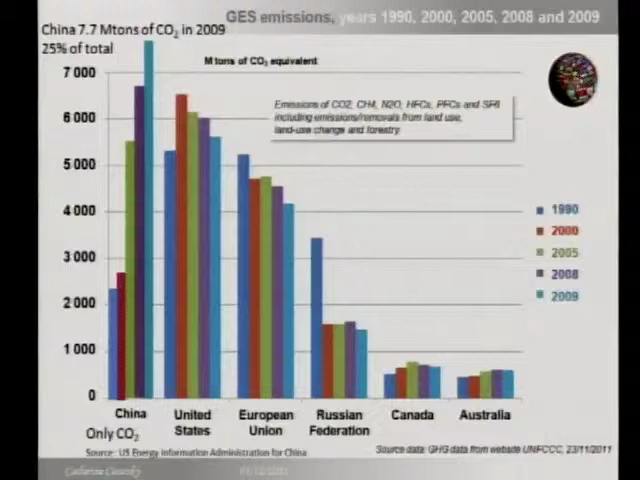 GES emissions, years 1990, 2000, 2005, 2008 and 2009
China 7.7 Mtons of CO2 in 2009
25% of total
M tons of CO2 equivalent
Emissions of CO2, CH4, N2O, HFCs, PFCs and SF6
including emissions/removals from land use,
land-use change and forestry
7 000
6 000
5 000
4 000
3 000
2 000
1 000
0
1990
2000
2005
2008
2009
China
United States
European Union
Russian Federation
Canada
Australia
Only CO2
Source: US Energy Information Administration for China
Source data: GHG data from website UNFCCC, 23/11/2011